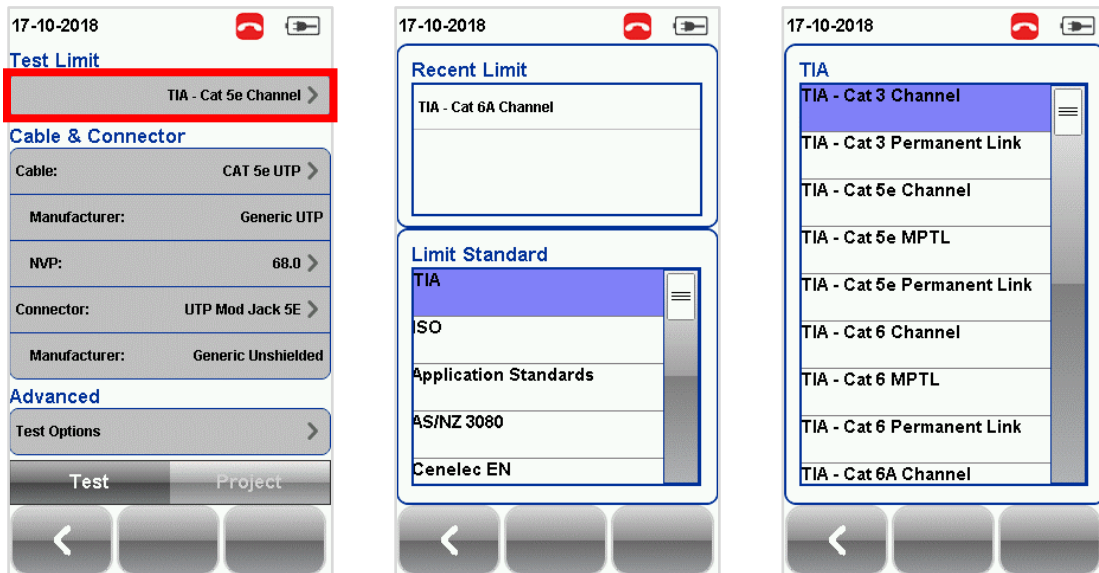 17-10-2018
Test Limit
TIA - Cat 5e Channel
Cable & Connector
Cable: CAT 5e UTP
Manufacturer: Generic UTP
NVP: 68.0
Connector: UTP Mod Jack 5E
Manufacturer: Generic Unshielded
Advanced
Test Options
Test Project
17-10-2018
Recent Limit
TIA - Cat 6A Channel
Limit Standard
TIA
ISO
Application Standards
AS/NZ 3080
Cenelec EN
17-10-2018
TIA
TIA - Cat 3 Channel
TIA - Cat 3 Permanent Link
TIA - Cat 5e Channel
TIA - Cat 5e MPTL
TIA - Cat 5e Permanent Link
TIA - Cat 6 Channel
TIA - Cat 6 MPTL
TIA - Cat 6 Permanent Link
TIA - Cat 6A Channel